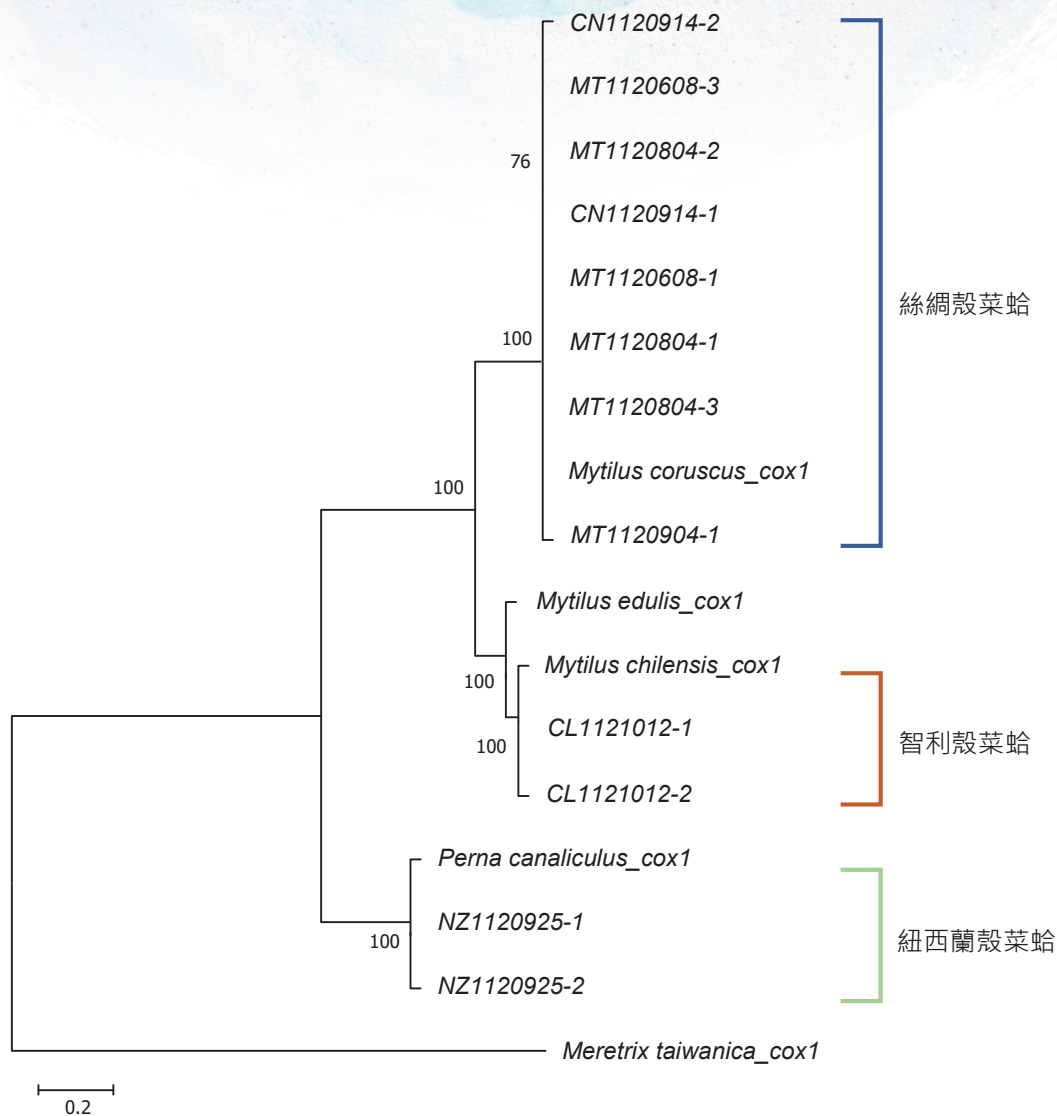 CN1120914-2
MT1120608-3
MT1120804-2
76
CN1120914-1
MT1120608-1
絲綢殼菜蛤
100
MT1120804-1
MT1120804-3
Mytilus coruscus_cox1
100
MT1120904-1
Mytilus edulis_cox1
Mytilus chilensis_cox1
100
CL1121012-1
智利殼菜蛤
100
CL1121012-2
Perna canaliculus_cox1
NZ1120925-1
紐西蘭殼菜蛤
100
NZ1120925-2
Meretrix taiwanica_cox1
0.2